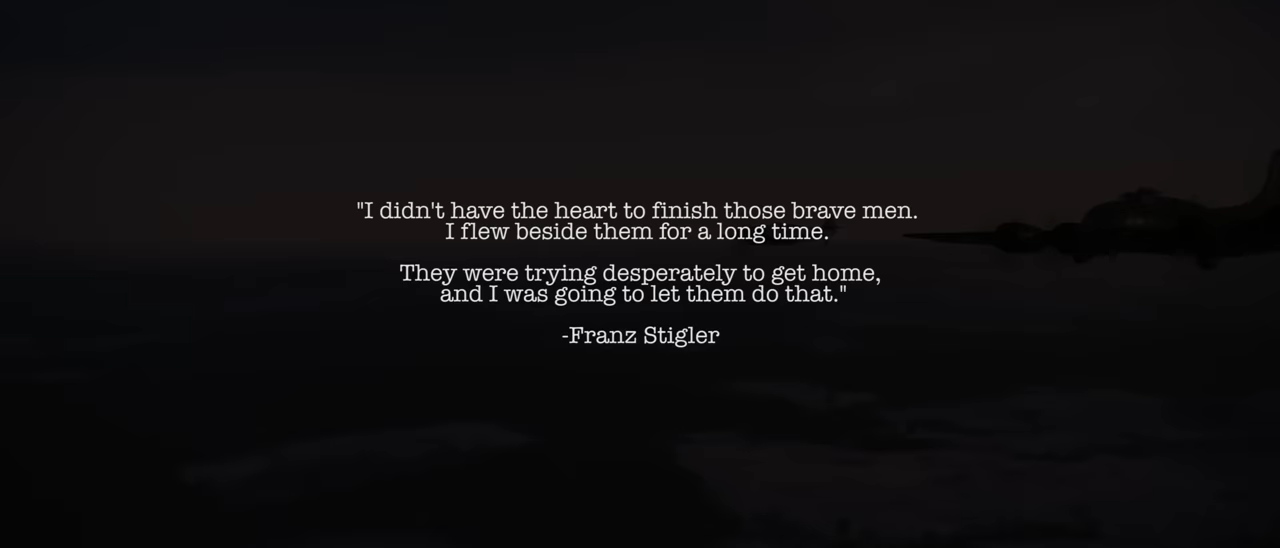 "I didn't have the heart to finish those brave men.
I flew beside them for a long time.
They were trying desperately to get home,
and I was going to let them do that."
-Franz Stigler